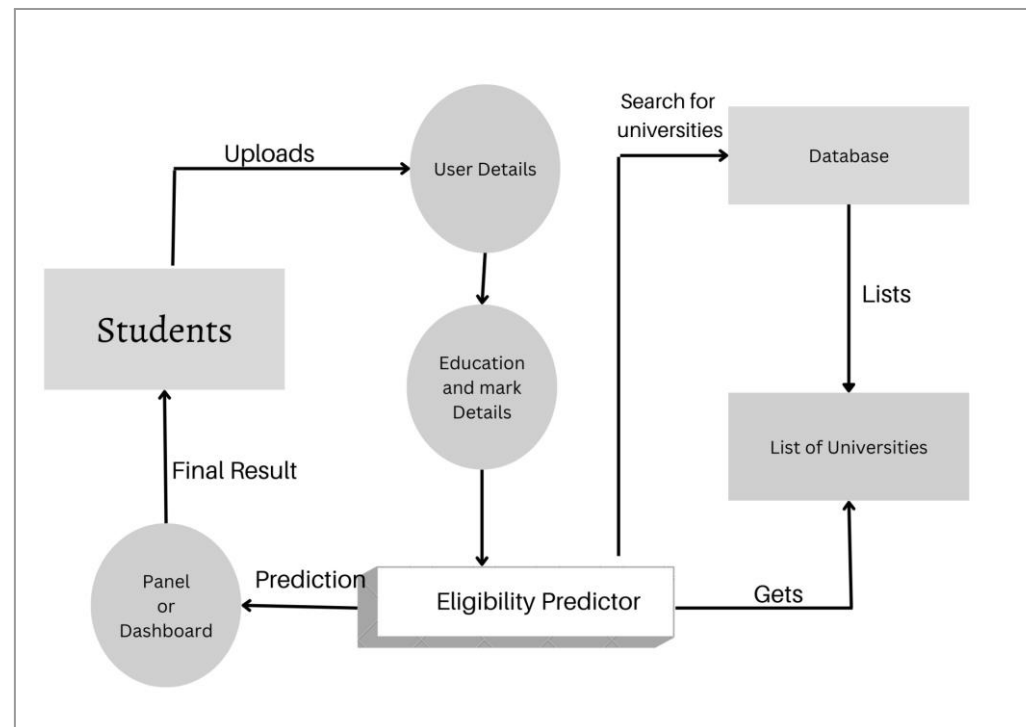 Uploads
User Details
Search for
universities
Database
Students
Education
and mark
Details
Lists
List of Universities
Final Result
Panel
or
Dashboard
Prediction
Eligibility Predictor
Gets